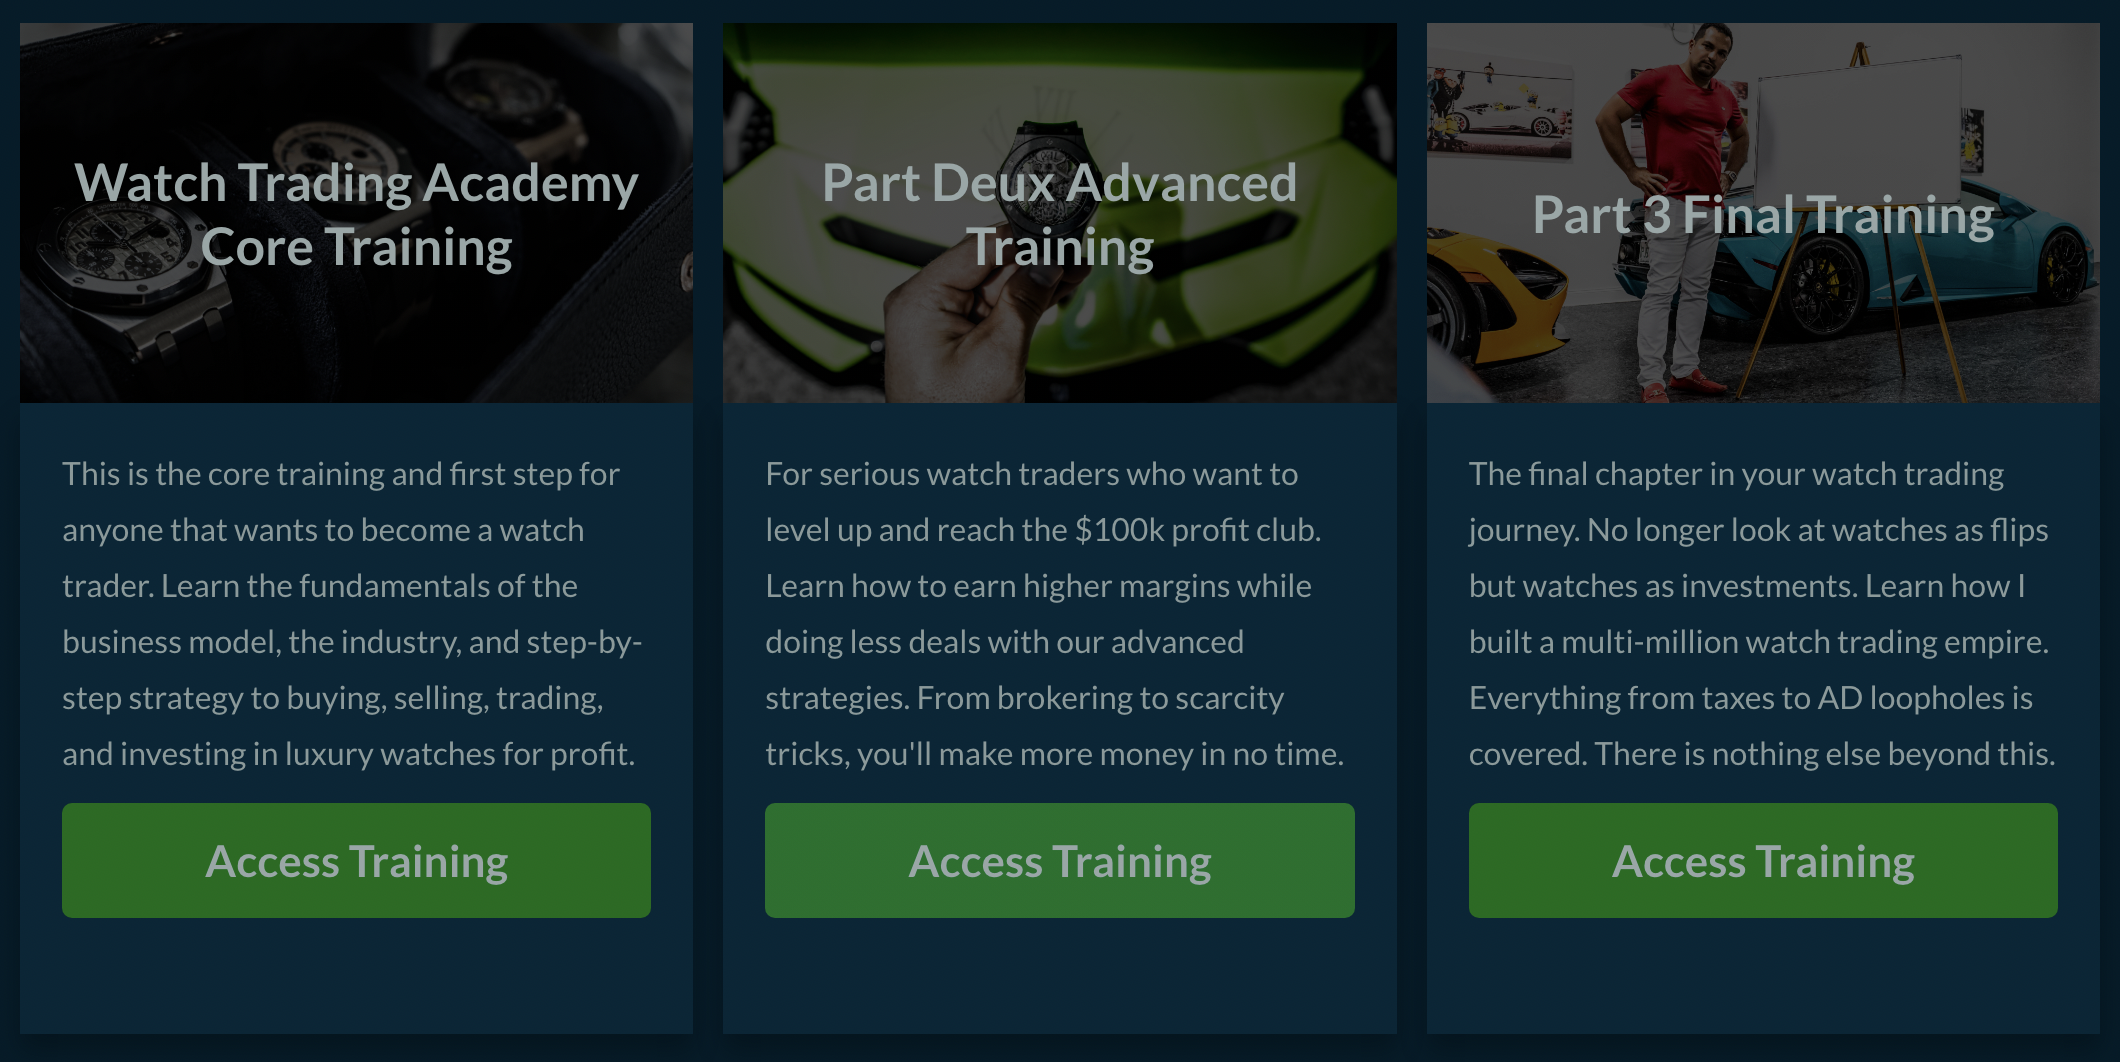 Watch Trading Academy
Core Training
This is the core training and first step for
anyone that wants to become a watch
trader. Learn the fundamentals of the
business model, the industry, and step-by-
step strategy to buying, selling, trading,
and investing in luxury watches for profit.
Access Training
Part Deux Advanced
Training
For serious watch traders who want to
level up and reach the $100k profit club.
Learn how to earn higher margins while
doing less deals with our advanced
strategies. From brokering to scarcity
tricks, you'll make more money in no time.
Access Training
Part 3 Final Training
The final chapter in your watch trading
journey. No longer look at watches as flips
but watches as investments. Learn how I
built a multi-million watch trading empire.
Everything from taxes to AD loopholes is
covered. There is nothing else beyond this.
Access Training